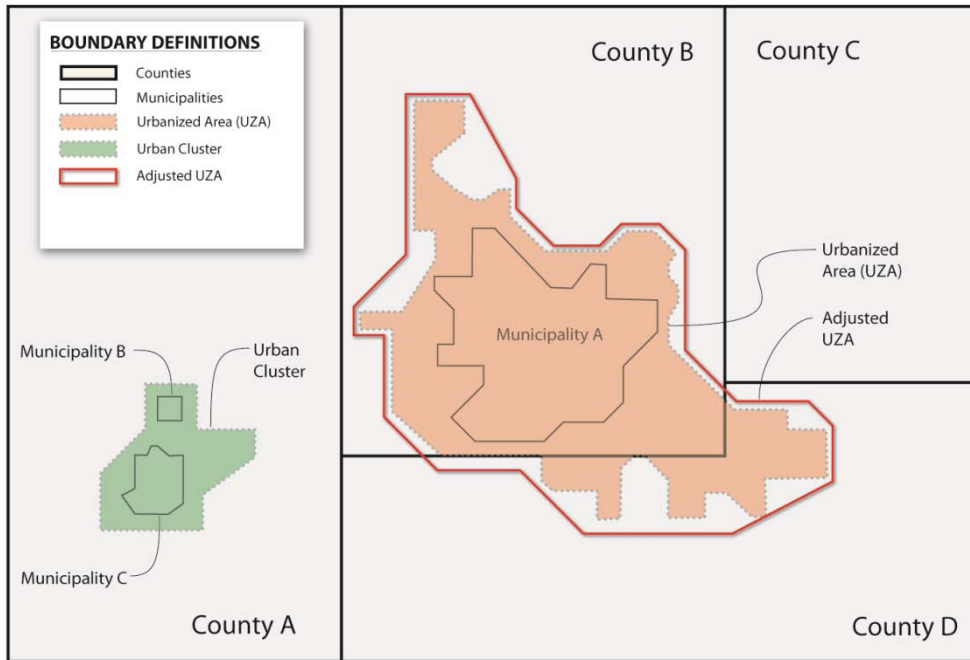 BOUNDARY DEFINITIONS
Counties
Municipalities
Urbanized Area (UZA)
Urban Cluster
Adjusted UZA
County B
County C
Urbanized
Area (UZA)
Municipality A
Adjusted
UZA
Municipality B
Urban
Cluster
Municipality C
County A
County D